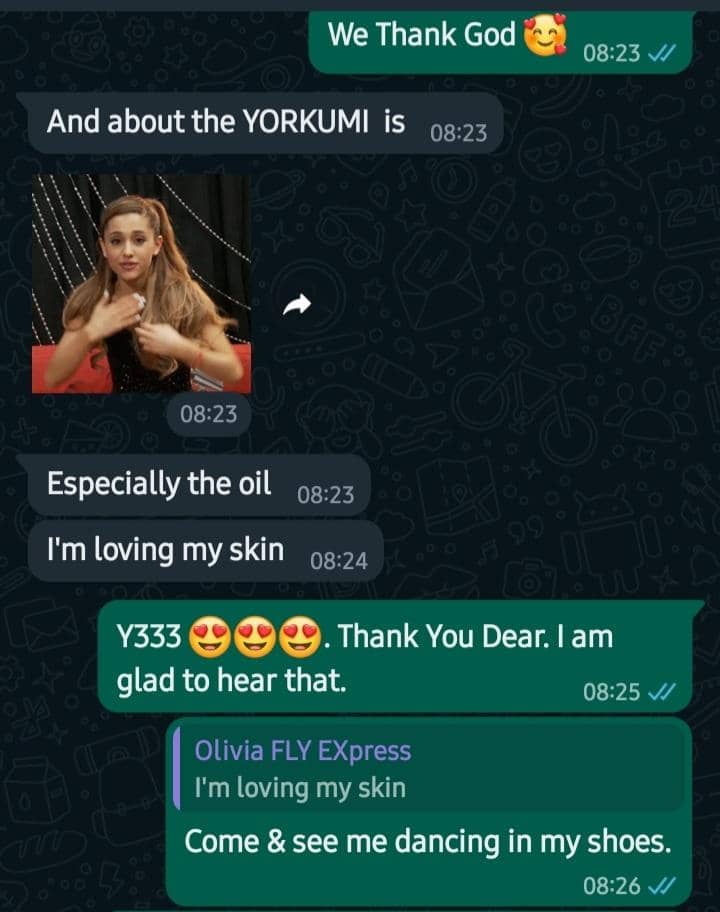 We Thank God 🥰 08:23
And about the YORKUMI is 08:23
08:23
Especially the oil 08:23
I'm loving my skin 08:24
Y333 😍😍😍. Thank You Dear. I am
glad to hear that. 08:25
Olivia FLY EXpress
I'm loving my skin
Come & see me dancing in my shoes.
08:26